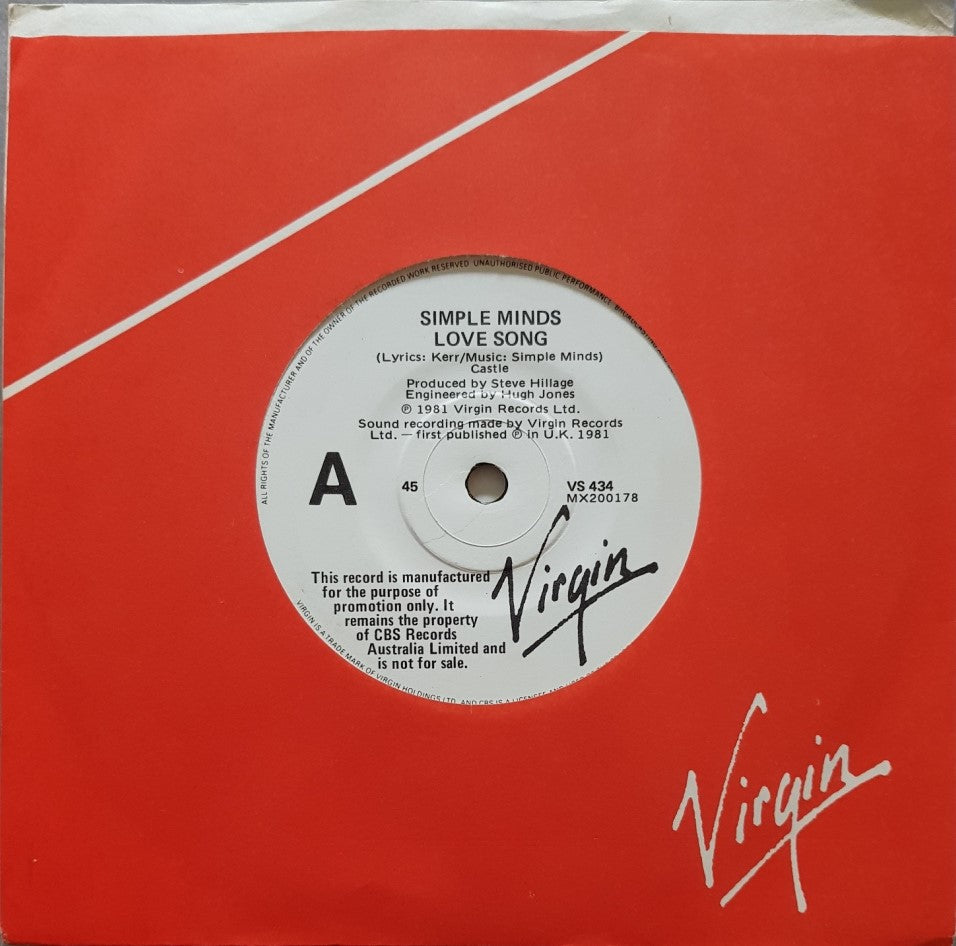 ALL RIGHTS OF THE MANUFACTURER AND OF THE OWNER OF THE RECORDED WORK RESERVED UNAUTHORISED PUBLIC PERFORMANCE,
SIMPLE MINDS
LOVE SONG
(Lyrics: Kerr/Music: Simple Minds)
Castle
Produced by Steve Hillage
Engineered by Hugh Jones
℗ 1981 Virgin Records Ltd.
Sound recording made by Virgin Records
Ltd. — first published ℗ in U.K. 1981
A
45
VS 434
MX200178
Virgin
This record is manufactured
for the purpose of
promotion only. It
remains the property
of CBS Records
Australia Limited and
is not for sale.
VIRGIN IS A TRADE MARK OF VIRGIN HOLDINGS LTD. AND CBS IS A LICENSEE AND
Virgin